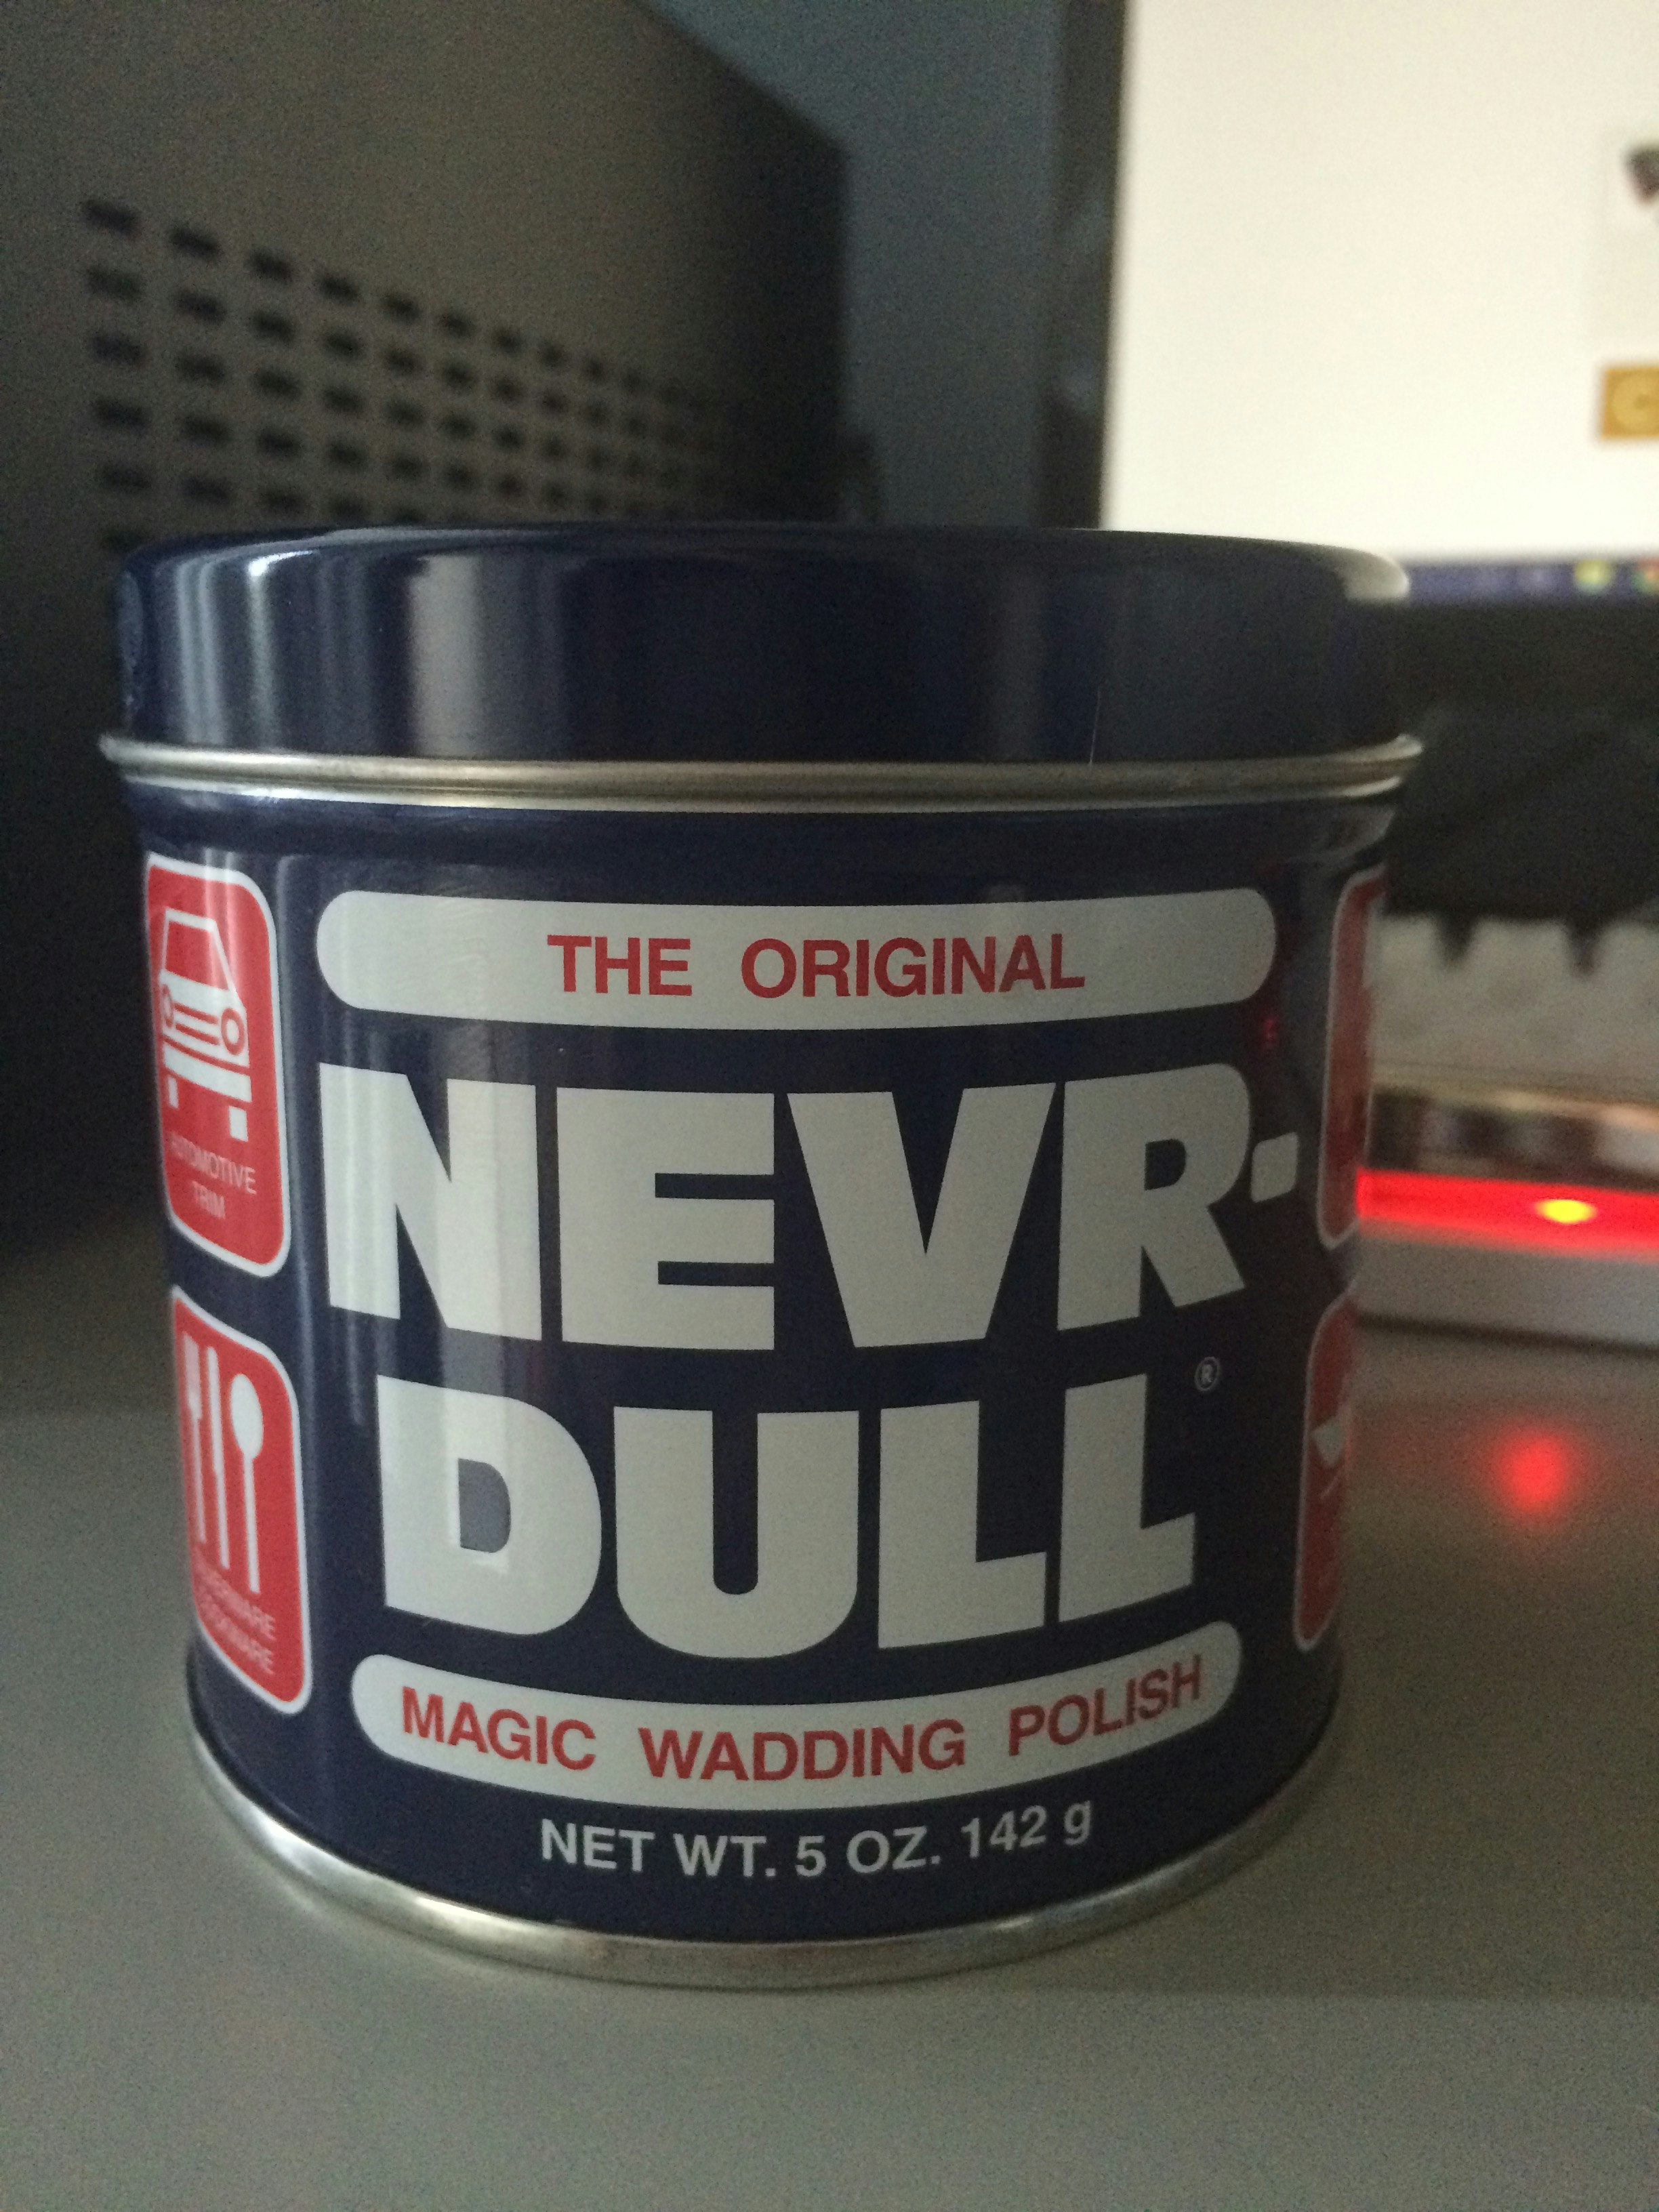 THE ORIGINAL
NEVR-
DULL®
MAGIC WADDING POLISH
NET WT. 5 OZ. 142 g
AUTOMOTIVE
TRIM